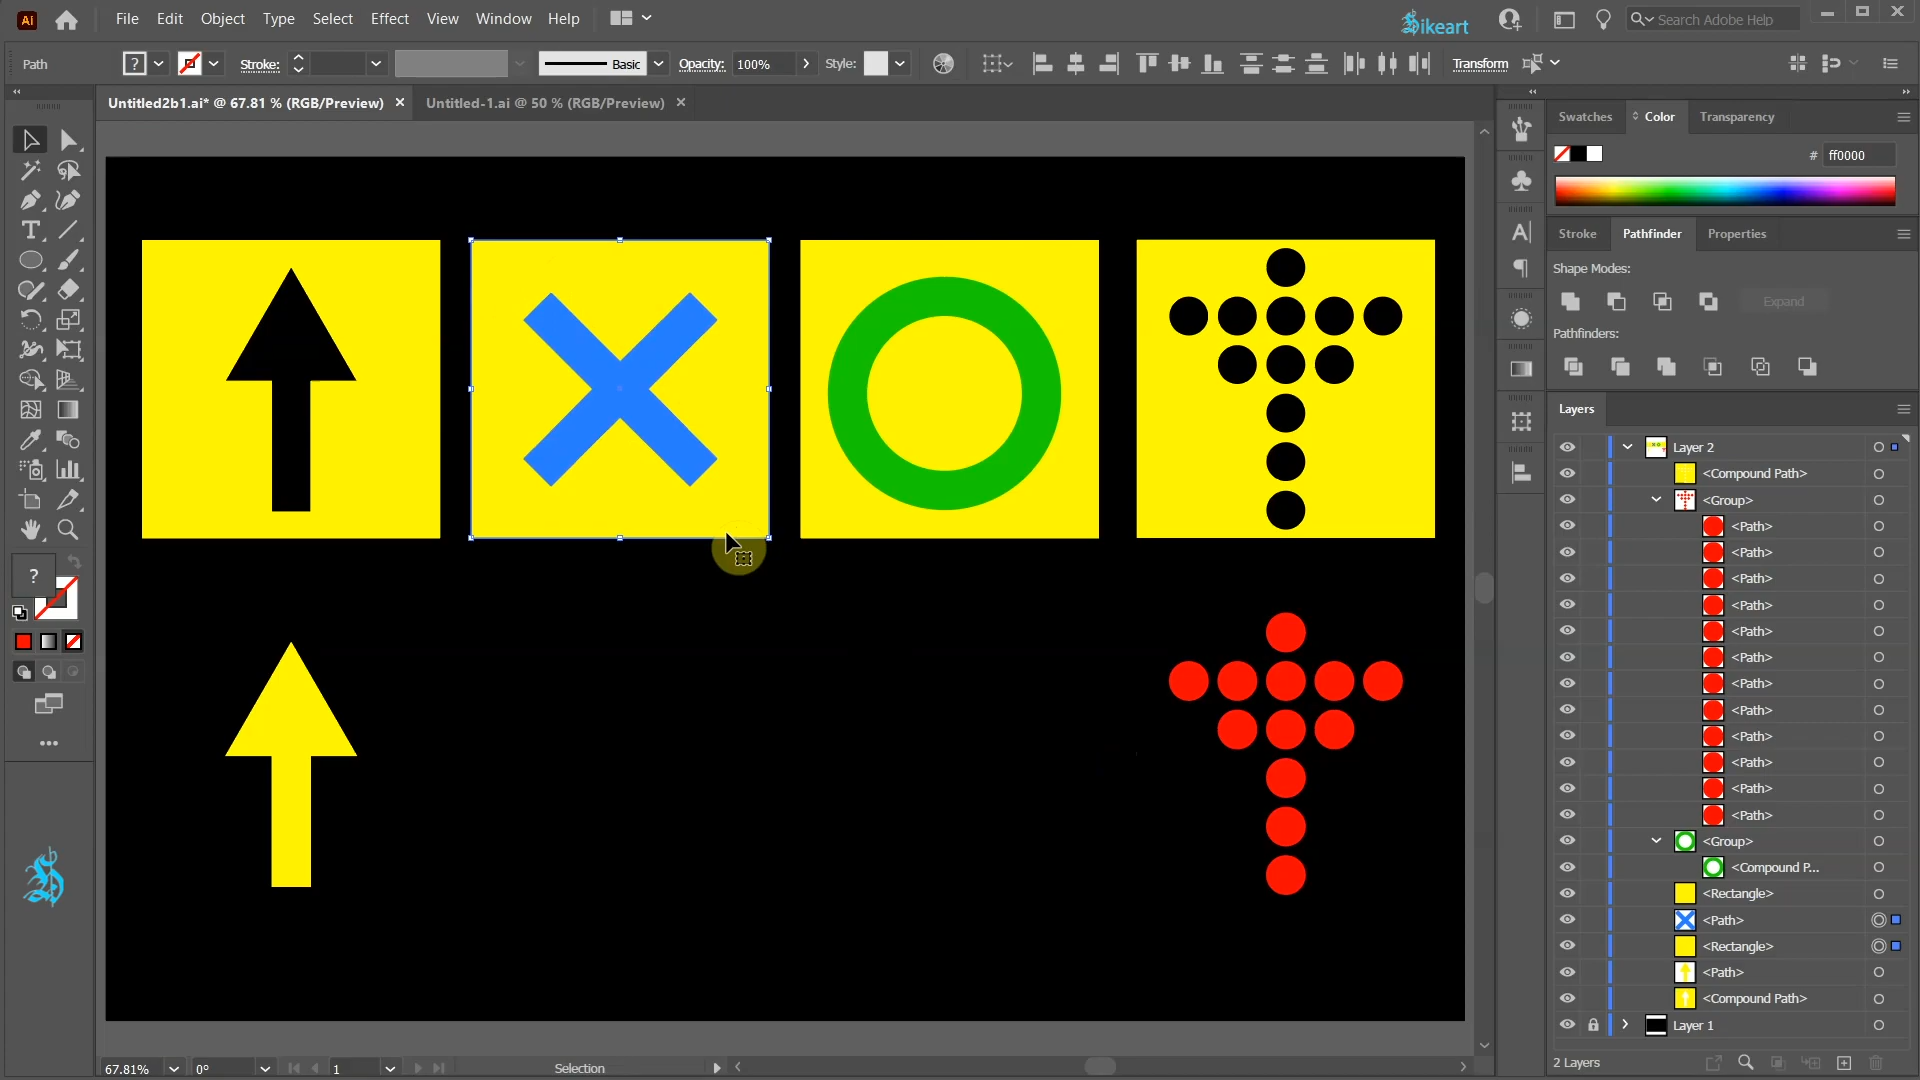 Ai File Edit Object Type Select Effect View Window Help Sikeart Search Adobe Help
Path ? Stroke: Basic Opacity: 100% Style: Transform
Untitled2b1.ai* @ 67.81 % (RGB/Preview) × Untitled-1.ai @ 50 % (RGB/Preview) ×
Swatches Color Transparency
# ff0000
Stroke Pathfinder Properties
Shape Modes:
Expand
Pathfinders:
Layers
Layer 2
<Compound Path>
<Group>
<Path>
<Path>
<Path>
<Path>
<Path>
<Path>
<Path>
<Path>
<Path>
<Path>
<Path>
<Path>
<Group>
<Compound P...
<Rectangle>
<Path>
<Rectangle>
<Path>
<Compound Path>
Layer 1
2 Layers
?
67.81% 0° 1 Selection